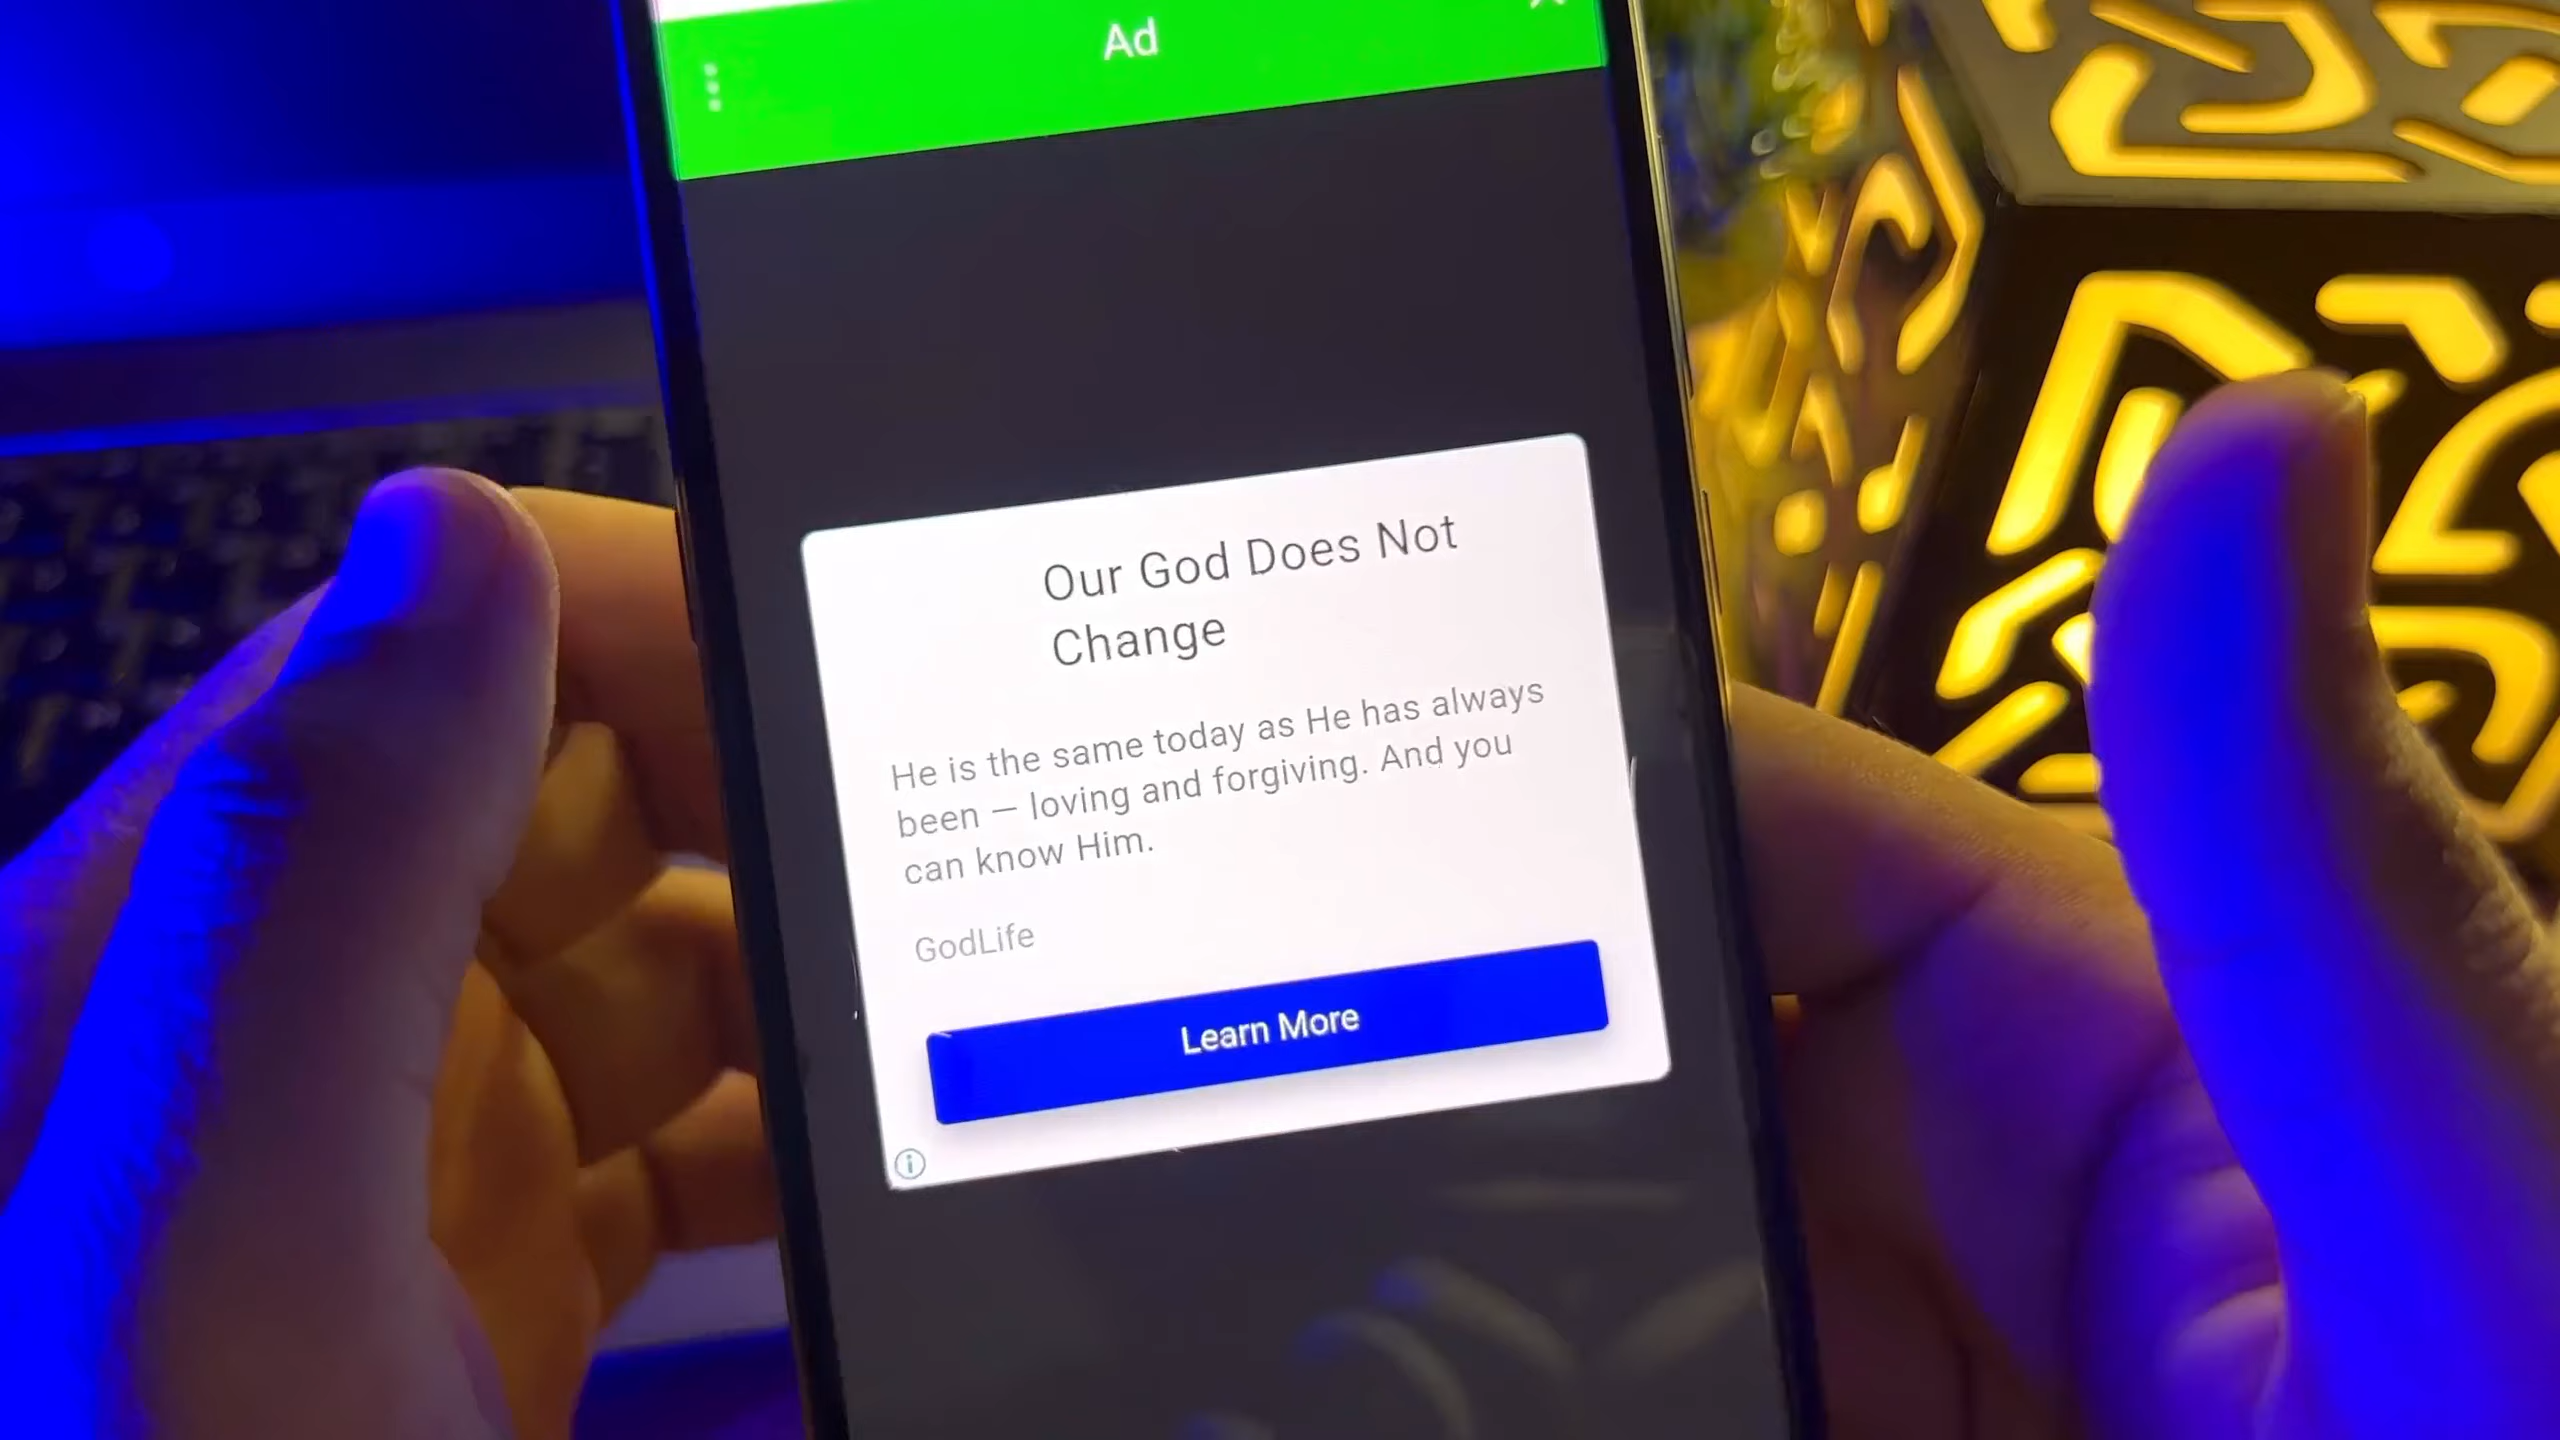 Ad
Our God Does Not
Change
He is the same today as He has always
been — loving and forgiving. And you
can know Him.
GodLife
Learn More